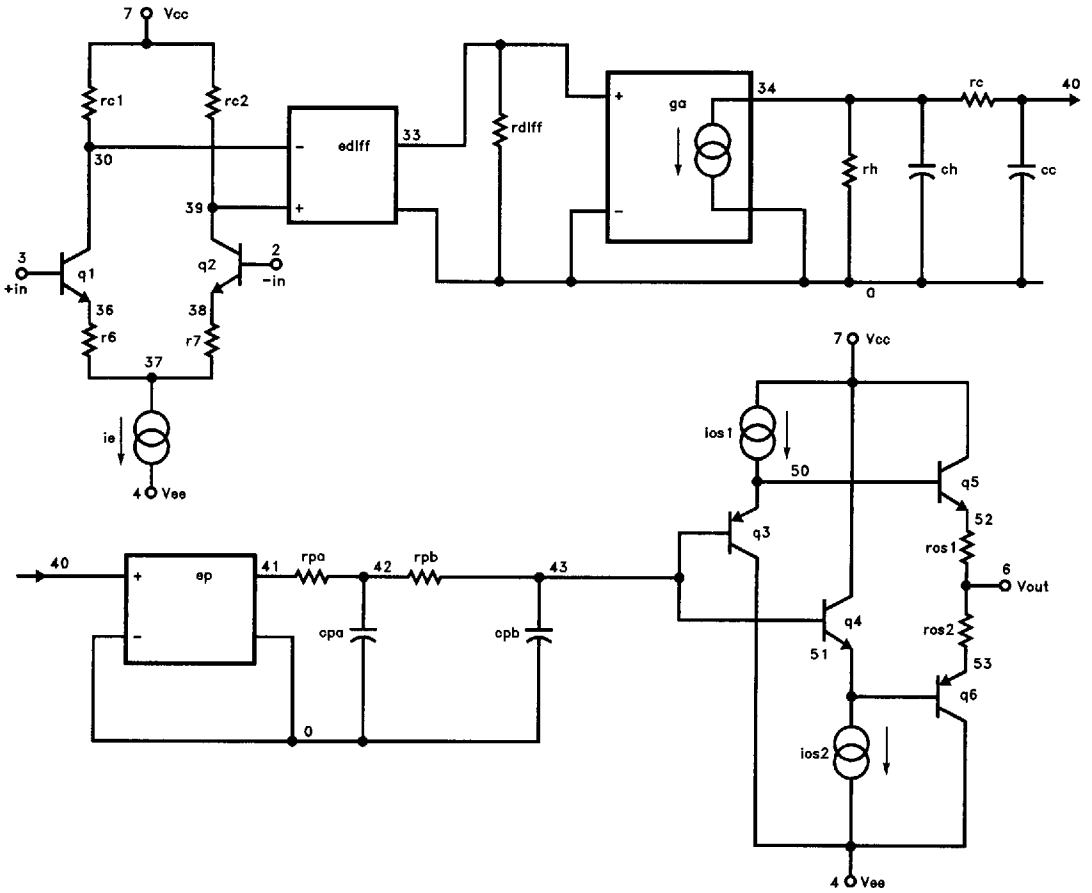 7 Vcc
rc1
rc2
30
39
3
+in
q1
q2
2
-in
36
38
r6
r7
37
ie
4 Vee
-
+
ediff
33
rdiff
+
-
ga
34
rh
ch
rc
cc
40
a
40
+
-
ep
41
rpa
42
rpb
43
cpa
cpb
0
7 Vcc
ios1
50
q3
q5
52
ros1
6
Vout
q4
51
ros2
53
q6
ios2
4 Vee